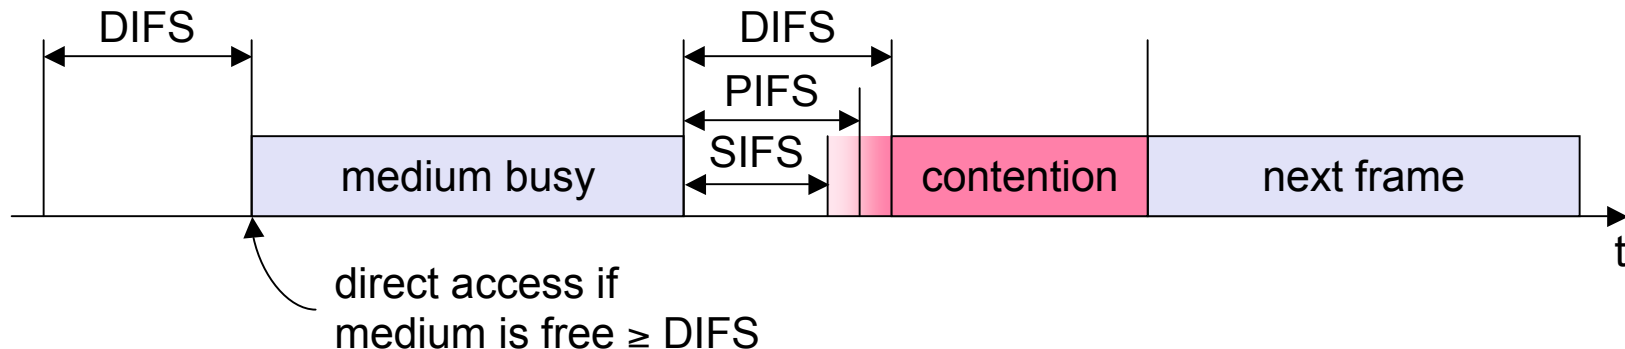 DIFS
DIFS
PIFS
SIFS
medium busy
contention
next frame
t
direct access if
medium is free ≥ DIFS